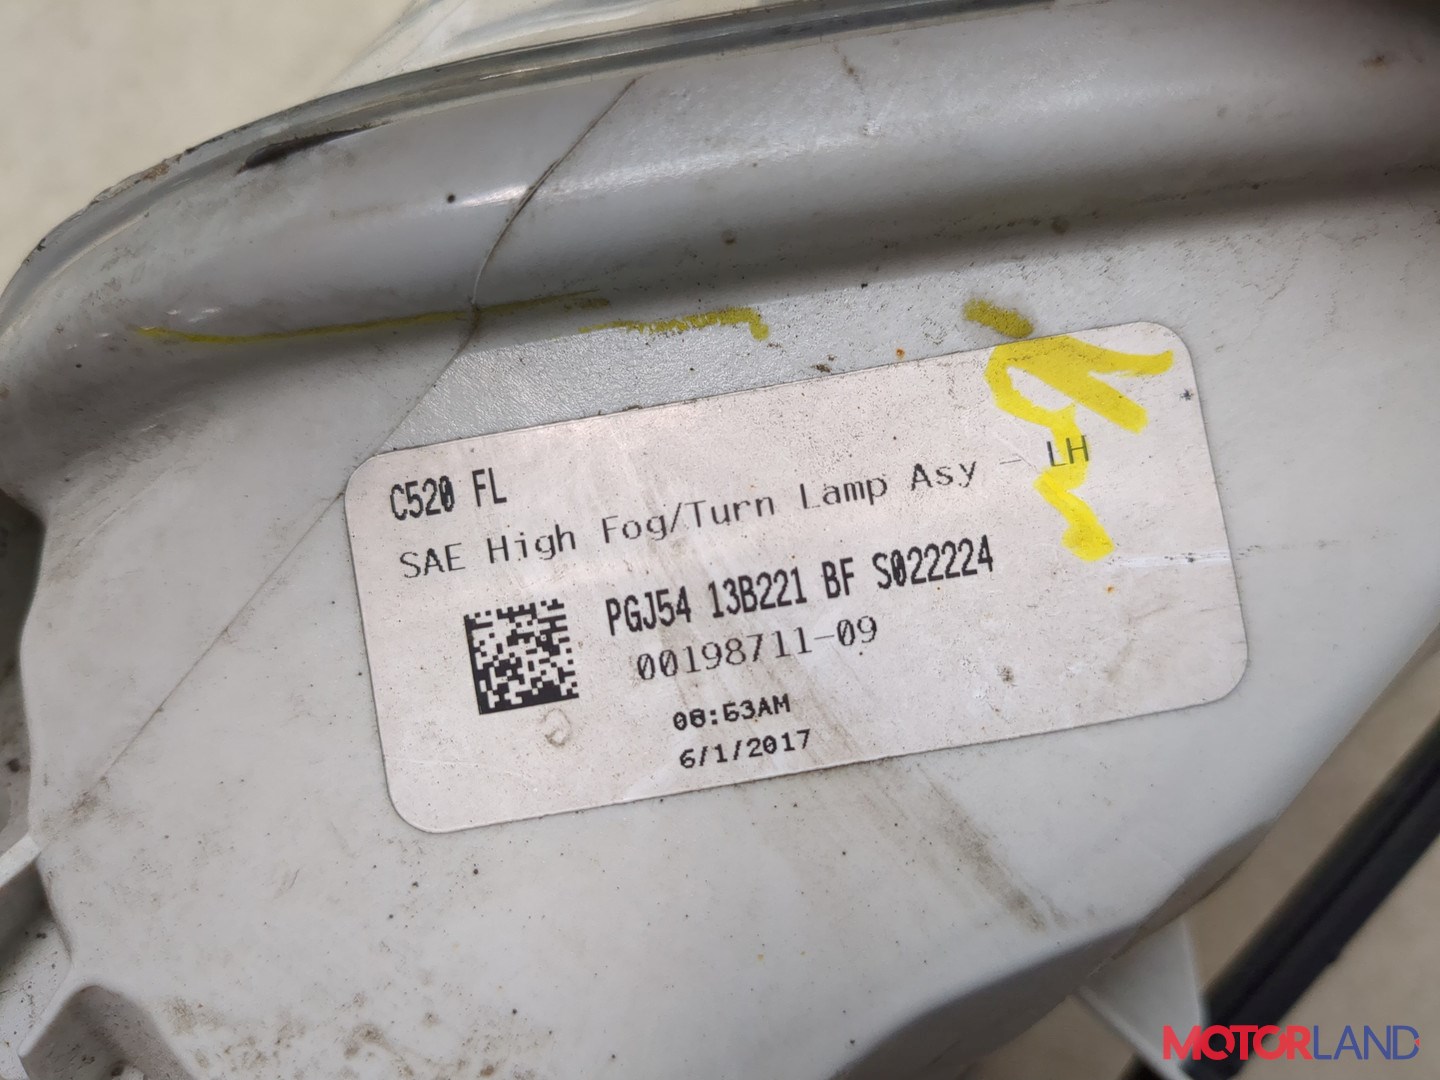 C520 FL
SAE High Fog/Turn Lamp Asy - LH
PGJ54 13B221 BF S022224
00198711-09
08:53AM
6/1/2017
MOTORLAND